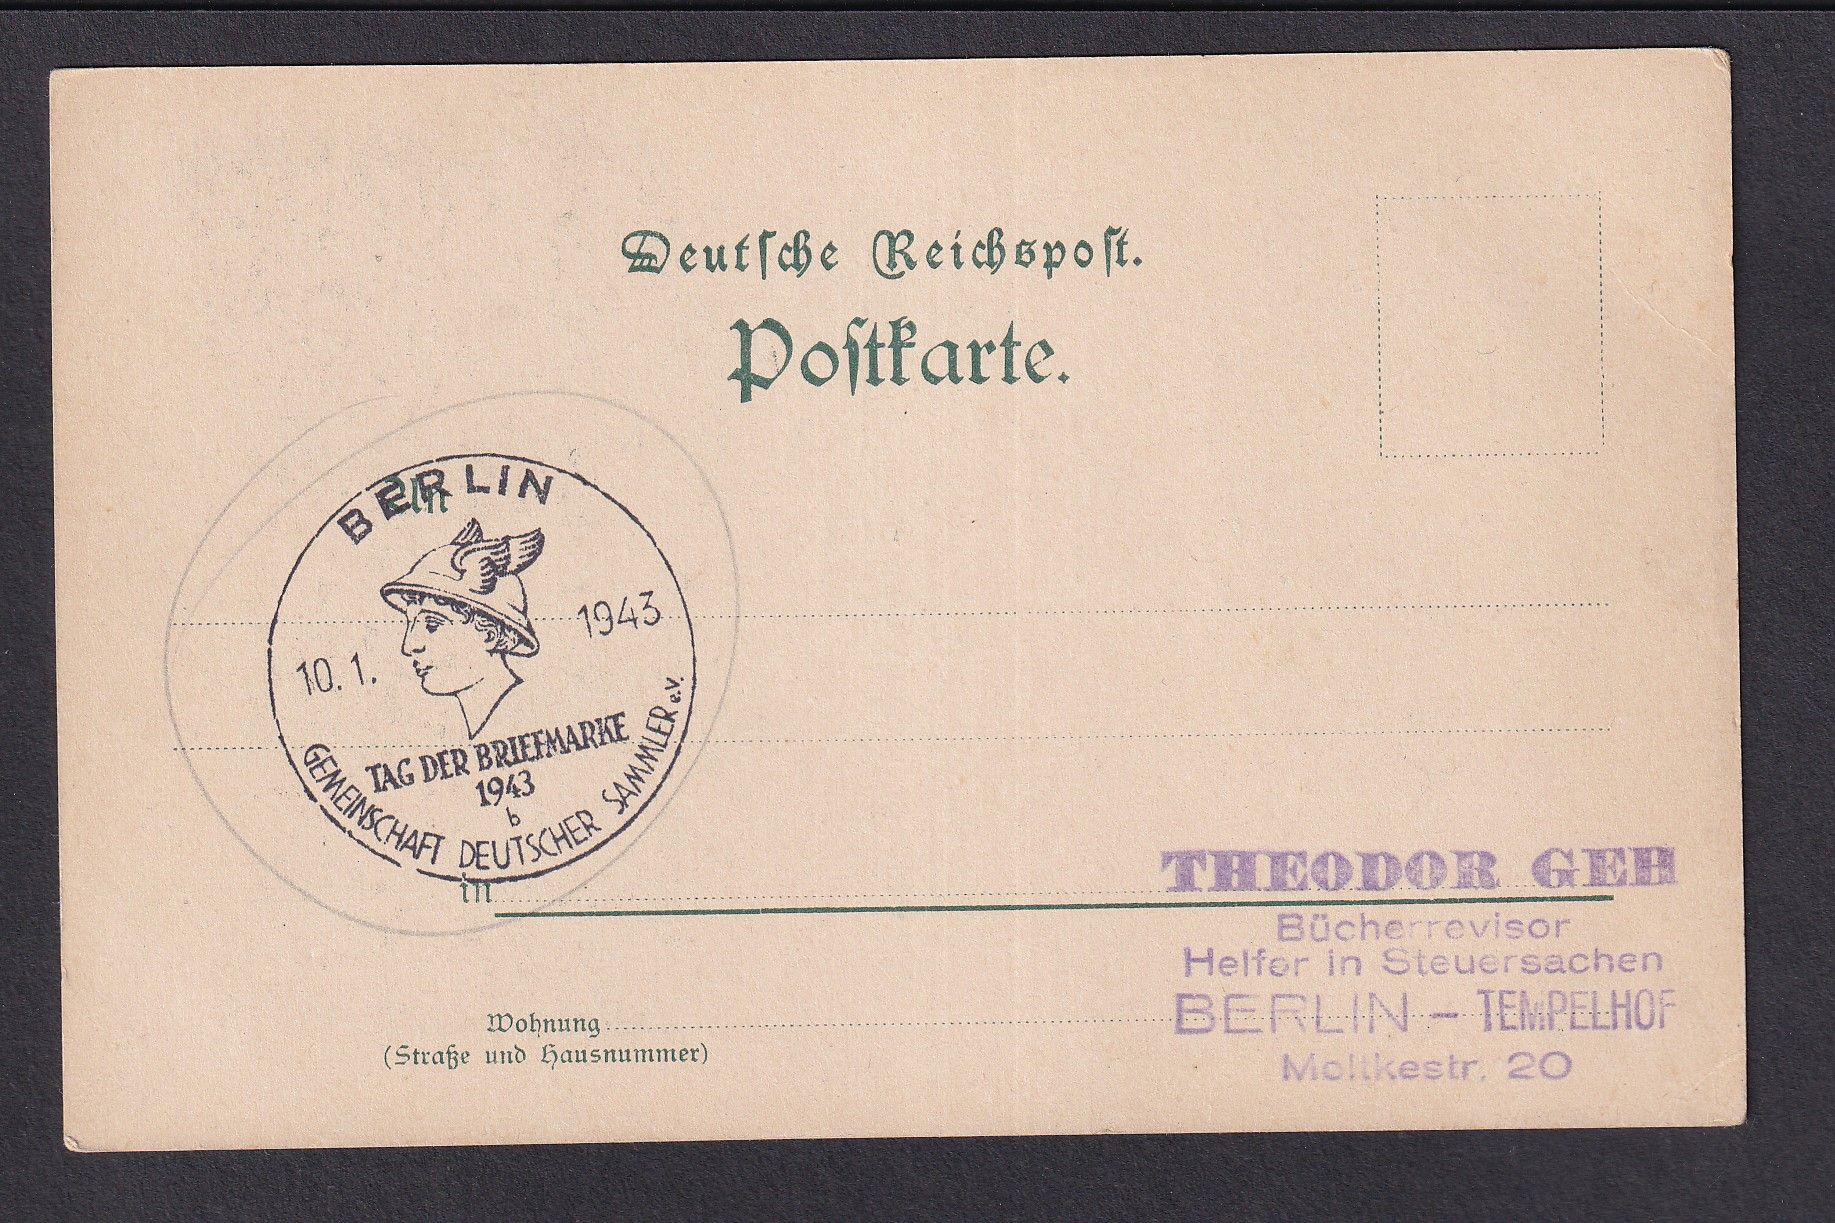 Deutsche Reichspost.
Postkarte.
An
BERLIN
10. 1. 1943
TAG DER BRIEFMARKE
1943
b
GEMEINSCHAFT DEUTSCHER SAMMLER e.V.
in
THEODOR GEH
Bücherrevisor
Helfer in Steuersachen
BERLIN – TEMPELHOF
Moltkestr. 20
Wohnung
(Straße und Hausnummer)